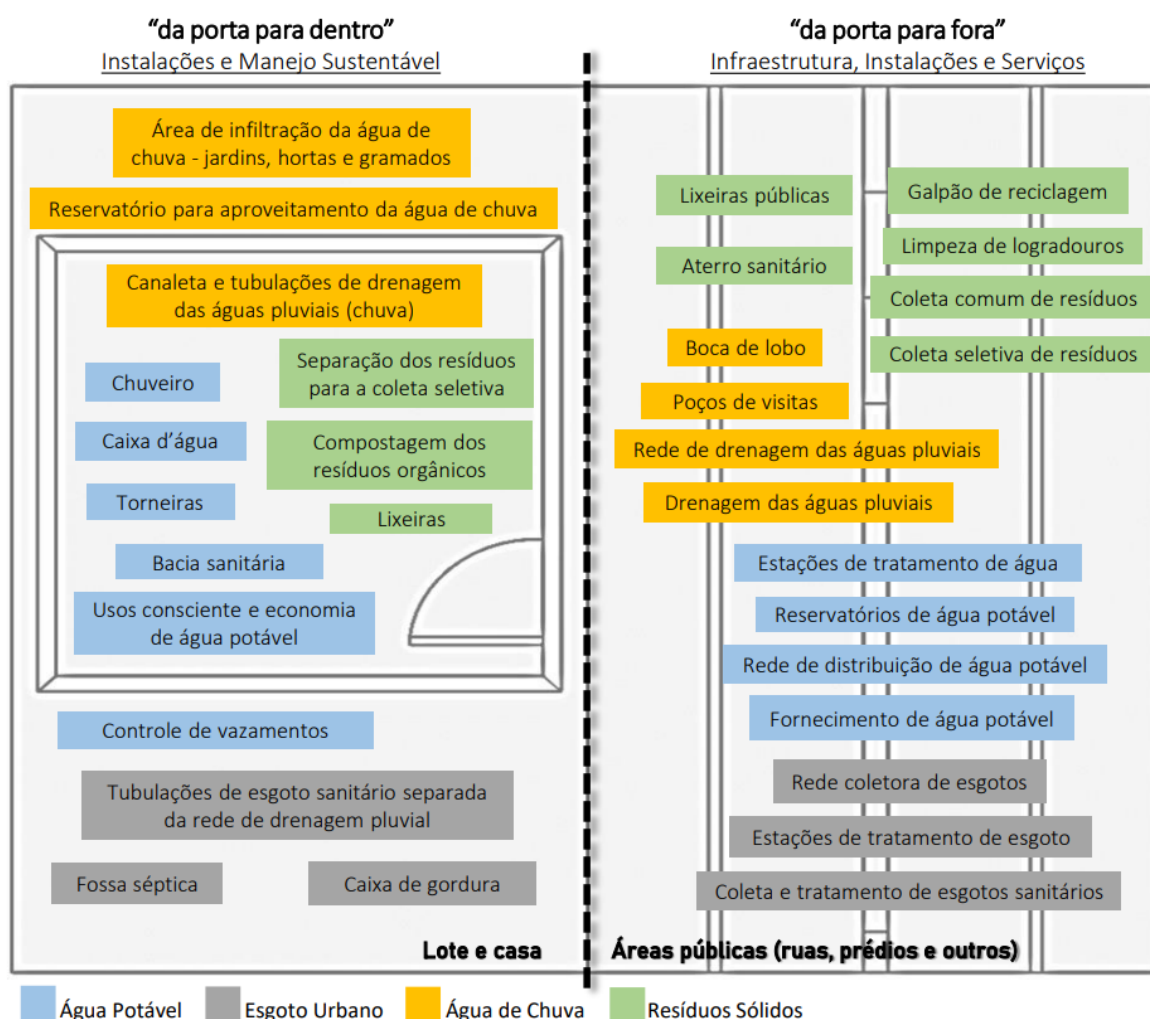 “da porta para dentro”
Instalações e Manejo Sustentável
Área de infiltração da água de
chuva - jardins, hortas e gramados
Reservatório para aproveitamento da água de chuva
Canaleta e tubulações de drenagem
das águas pluviais (chuva)
Chuveiro
Separação dos resíduos
para a coleta seletiva
Caixa d’água
Compostagem dos
resíduos orgânicos
Torneiras
Lixeiras
Bacia sanitária
Usos consciente e economia
de água potável
Controle de vazamentos
Tubulações de esgoto sanitário separada
da rede de drenagem pluvial
Fossa séptica
Caixa de gordura
Lote e casa
“da porta para fora”
Infraestrutura, Instalações e Serviços
Lixeiras públicas
Galpão de reciclagem
Limpeza de logradouros
Aterro sanitário
Coleta comum de resíduos
Boca de lobo
Coleta seletiva de resíduos
Poços de visitas
Rede de drenagem das águas pluviais
Drenagem das águas pluviais
Estações de tratamento de água
Reservatórios de água potável
Rede de distribuição de água potável
Fornecimento de água potável
Rede coletora de esgotos
Estações de tratamento de esgoto
Coleta e tratamento de esgotos sanitários
Áreas públicas (ruas, prédios e outros)
Água Potável
Esgoto Urbano
Água de Chuva
Resíduos Sólidos